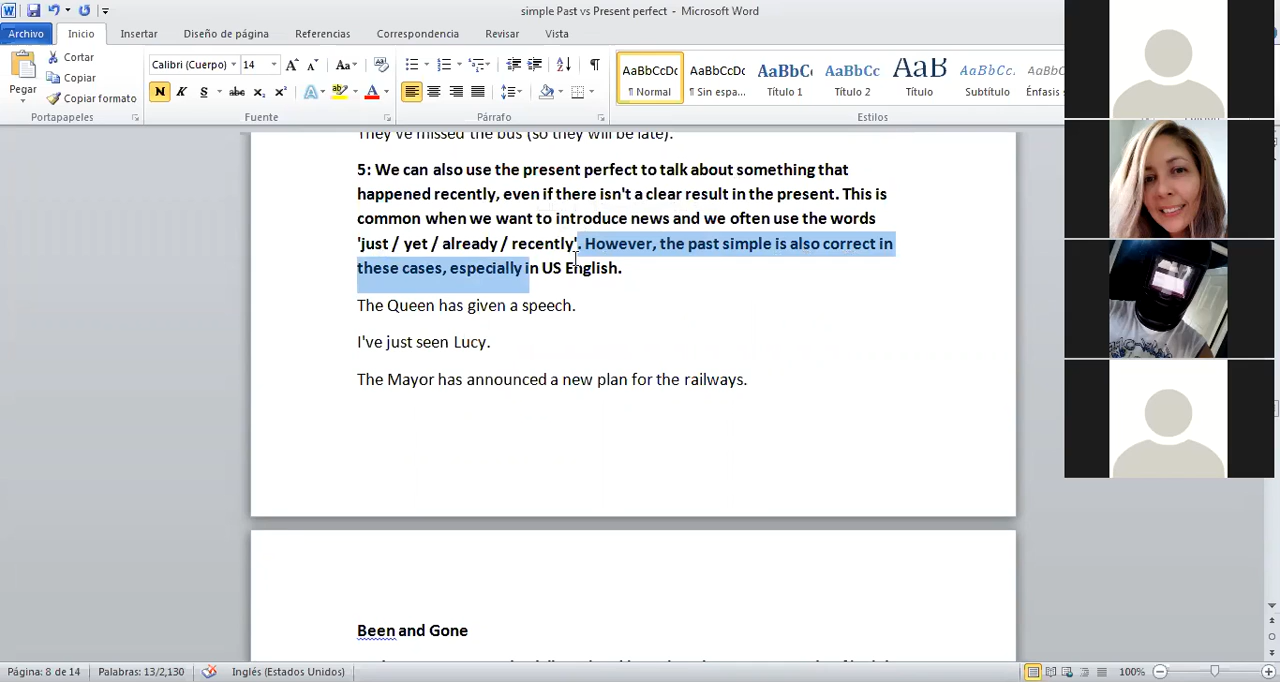 simple Past vs Present perfect - Microsoft Word
Archivo Inicio Insertar Diseño de página Referencias Correspondencia Revisar Vista
Pegar
Cortar
Copiar
Copiar formato
Portapapeles
Calibri (Cuerpo) 14
Fuente
Párrafo
AaBbCcDc AaBbCcDc AaBbC AaBbCc AaB AaBbCc. AaBbC
¶ Normal ¶ Sin espa... Título 1 Título 2 Título Subtítulo Énfasis
Estilos
They've missed the bus (so they will be late).
5: We can also use the present perfect to talk about something that
happened recently, even if there isn't a clear result in the present. This is
common when we want to introduce news and we often use the words
'just / yet / already / recently'. However, the past simple is also correct in
these cases, especially in US English.
The Queen has given a speech.
I've just seen Lucy.
The Mayor has announced a new plan for the railways.
Been and Gone
Página: 8 de 14 Palabras: 13/2,130 Inglés (Estados Unidos) 100%